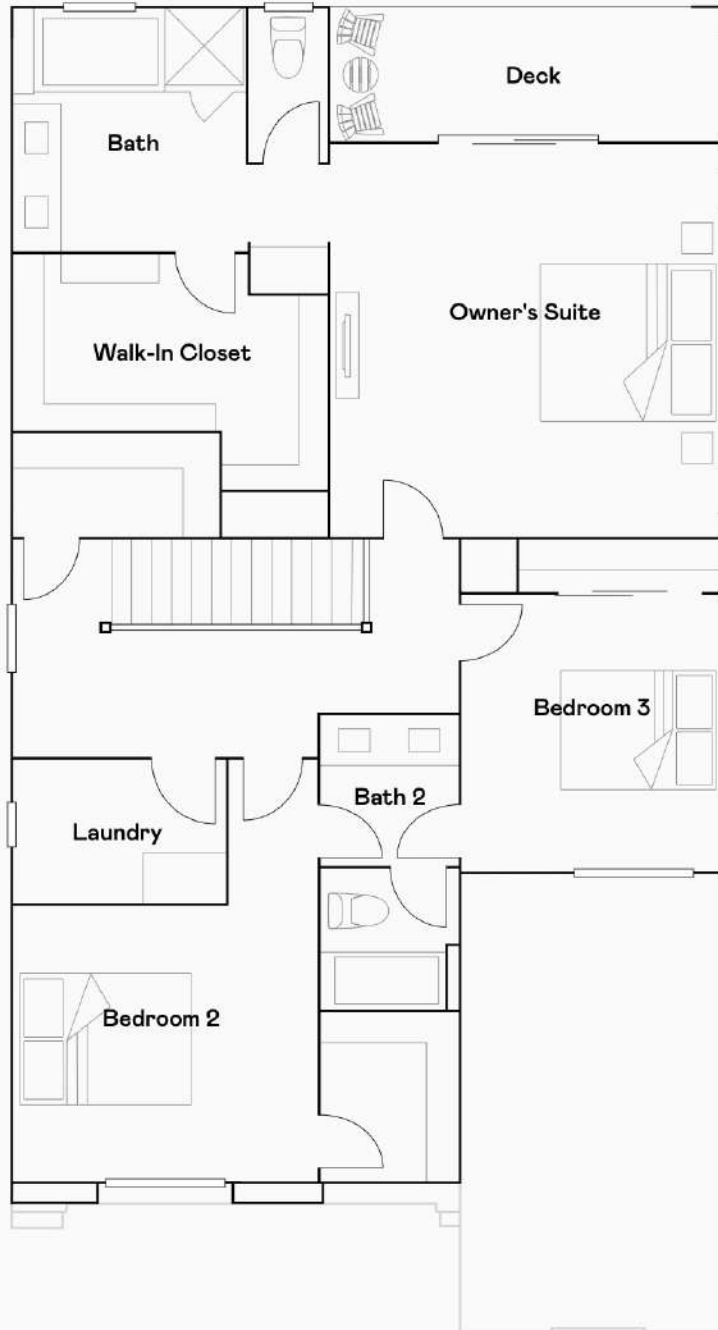 Deck
Bath
Owner's Suite
Walk-In Closet
Bedroom 3
Bath 2
Laundry
Bedroom 2